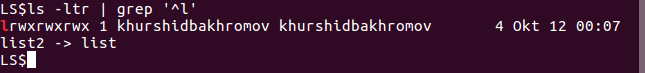 LS$ls -ltr | grep '^l'
lrwxrwxrwx 1 khurshidbakhromov khurshidbakhromov 4 Okt 12 00:07
list2 -> list
LS$